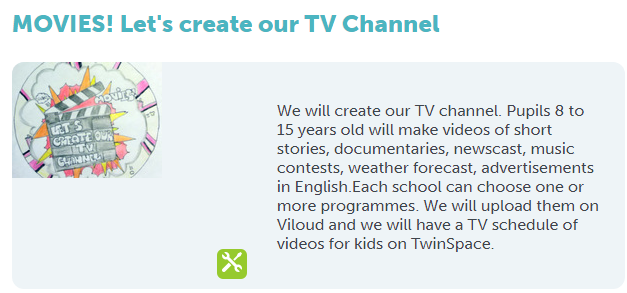 MOVIES! Let's create our TV Channel
MOVIES!
LET'S
CREATE OUR
TV
CHANNEL
We will create our TV channel. Pupils 8 to
15 years old will make videos of short
stories, documentaries, newscast, music
contests, weather forecast, advertisements
in English.Each school can choose one or
more programmes. We will upload them on
Viloud and we will have a TV schedule of
videos for kids on TwinSpace.